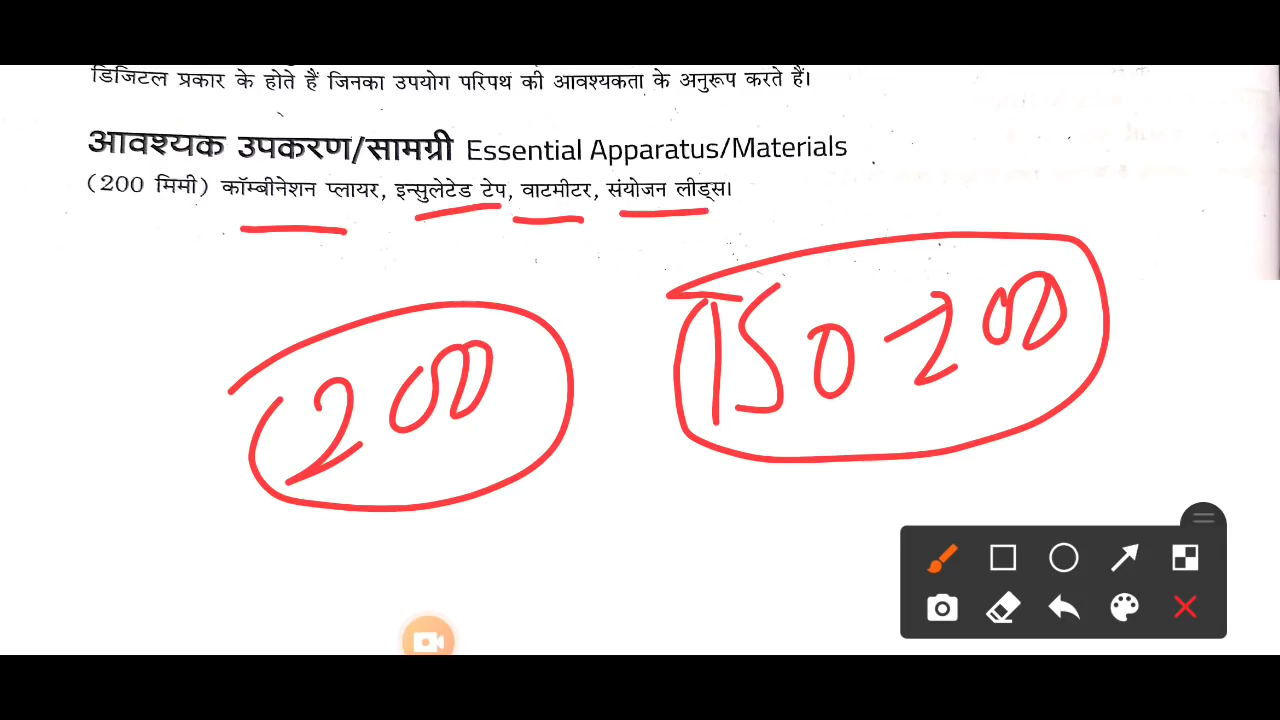 डिजिटल प्रकार के होते हैं जिनका उपयोग परिपथ की आवश्यकता के अनुरूप करते हैं।
आवश्यक उपकरण/सामग्री Essential Apparatus/Materials
(200 मिमी) कॉम्बीनेशन प्लायर, इन्सुलेटेड टेप, वाटमीटर, संयोजन लीड्स।
200
150-200